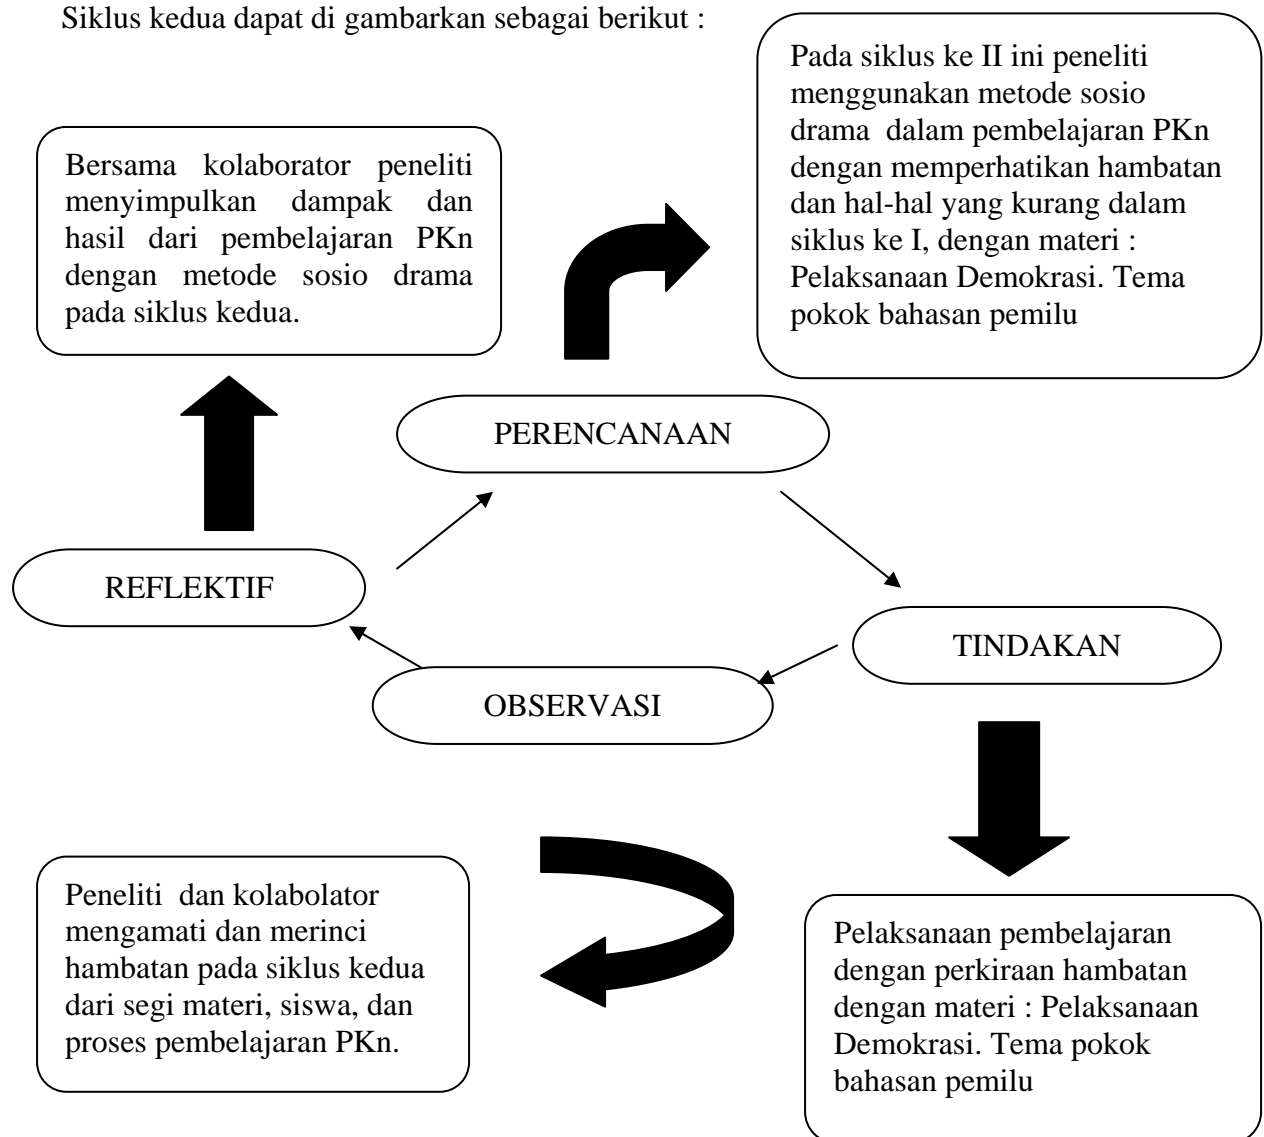 Siklus kedua dapat di gambarkan sebagai berikut :
Pada siklus ke II ini peneliti
menggunakan metode sosio
drama dalam pembelajaran PKn
dengan memperhatikan hambatan
dan hal-hal yang kurang dalam
siklus ke I, dengan materi :
Pelaksanaan Demokrasi. Tema
pokok bahasan pemilu
Bersama kolaborator peneliti
menyimpulkan dampak dan
hasil dari pembelajaran PKn
dengan metode sosio drama
pada siklus kedua.
PERENCANAAN
REFLEKTIF
TINDAKAN
OBSERVASI
Peneliti dan kolabolator
mengamati dan merinci
hambatan pada siklus kedua
dari segi materi, siswa, dan
proses pembelajaran PKn.
Pelaksanaan pembelajaran
dengan perkiraan hambatan
dengan materi : Pelaksanaan
Demokrasi. Tema pokok
bahasan pemilu